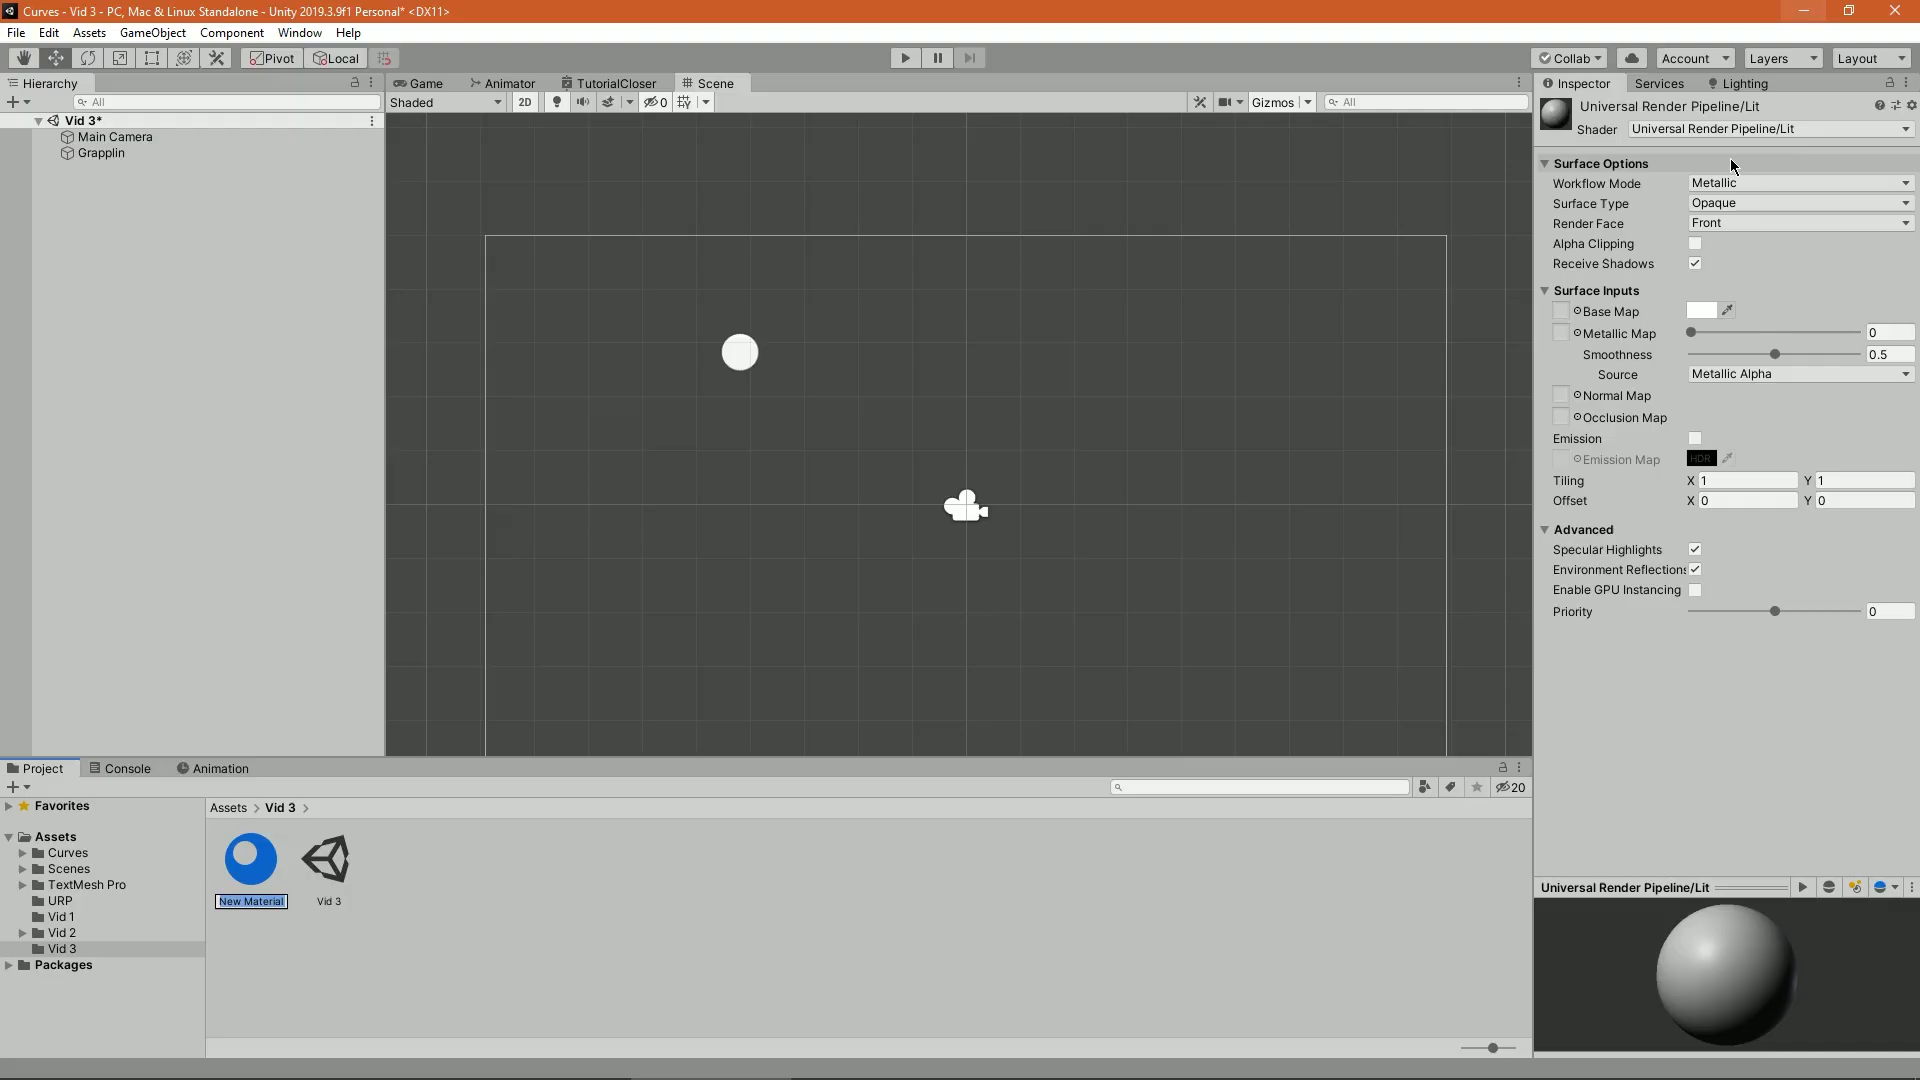 Curves - Vid 3 - PC, Mac & Linux Standalone - Unity 2019.3.9f1 Personal* <DX11>
File Edit Assets GameObject Component Window Help
Pivot Local Collab Account Layers Layout
Hierarchy
All
Vid 3*
Main Camera
Grapplin
Game Animator TutorialCloser Scene
Shaded 2D 0 Gizmos All
Inspector Services Lighting
Universal Render Pipeline/Lit
Shader Universal Render Pipeline/Lit
Surface Options
Workflow Mode Metallic
Surface Type Opaque
Render Face Front
Alpha Clipping
Receive Shadows
Surface Inputs
Base Map
Metallic Map 0
Smoothness 0.5
Source Metallic Alpha
Normal Map
Occlusion Map
Emission
Emission Map HDR
Tiling X 1 Y 1
Offset X 0 Y 0
Advanced
Specular Highlights
Environment Reflections
Enable GPU Instancing
Priority 0
Project Console Animation
20
Favorites
Assets
Curves
Scenes
TextMesh Pro
URP
Vid 1
Vid 2
Vid 3
Packages
Assets > Vid 3 >
New Material Vid 3
Universal Render Pipeline/Lit